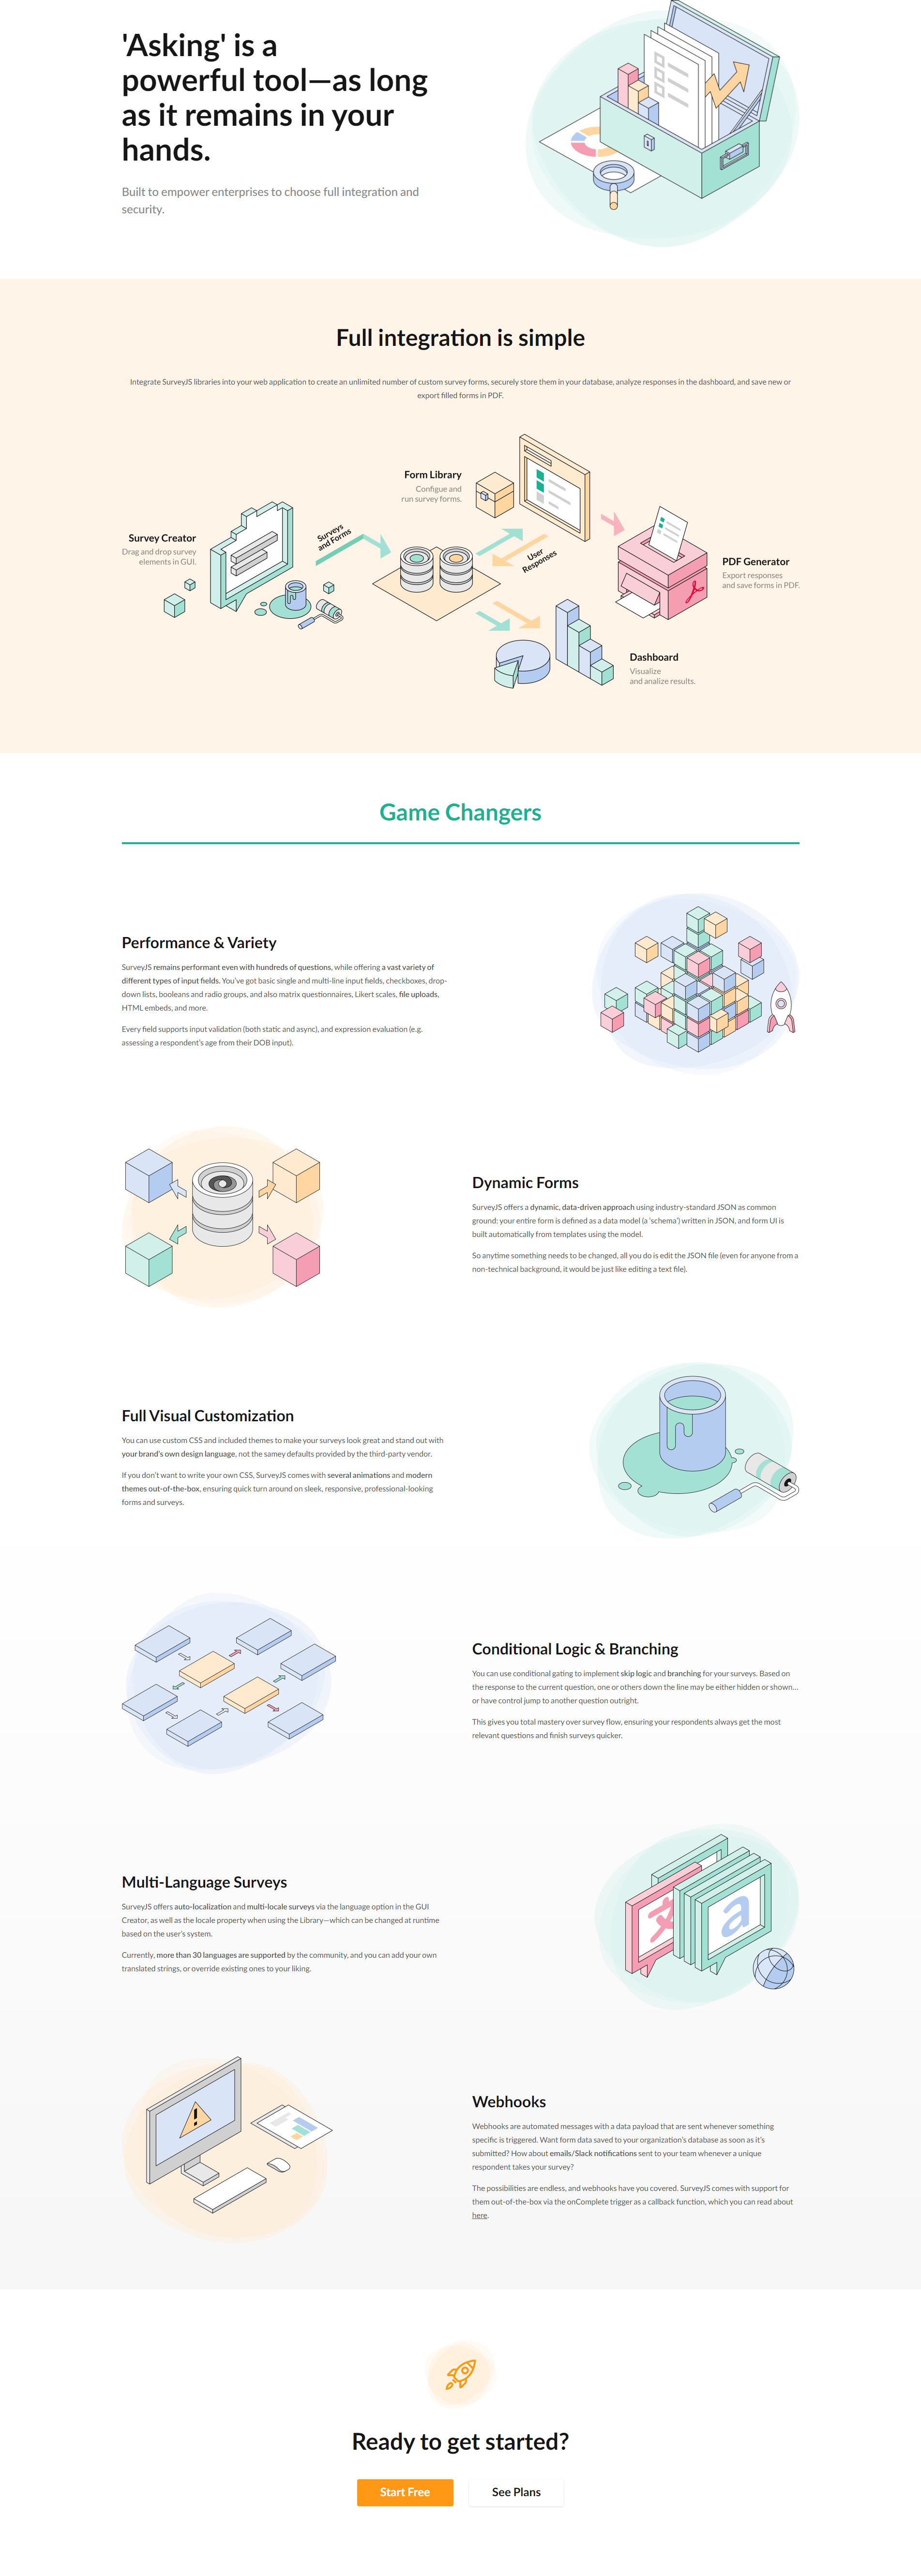 'Asking' is a
powerful tool—as long
as it remains in your
hands.
Built to empower enterprises to choose full integration and
security.
Full integration is simple
Integrate SurveyJS libraries into your web application to create an unlimited number of custom survey forms, securely store them in your database, analyze responses in the dashboard, and save new or
export filled forms in PDF.
Form Library
Configue and
run survey forms.
Survey Creator
Drag and drop survey
elements in GUI.
Surveys
and Forms
User
Responses
PDF Generator
Export responses
and save forms in PDF.
Dashboard
Visualize
and analize results.
Game Changers
Performance & Variety
SurveyJS remains performant even with hundreds of questions, while offering a vast variety of
different types of input fields. You've got basic single and multi-line input fields, checkboxes, drop-
down lists, booleans and radio groups, and also matrix questionnaires, Likert scales, file uploads,
HTML embeds, and more.
Every field supports input validation (both static and async), and expression evaluation (e.g.
assessing a respondent's age from their DOB input).
Dynamic Forms
SurveyJS offers a dynamic, data-driven approach using industry-standard JSON as common
ground: your entire form is defined as a data model (a 'schema') written in JSON, and form UI is
built automatically from templates using the model.
So anytime something needs to be changed, all you do is edit the JSON file (even for anyone from a
non-technical background, it would be just like editing a text file).
Full Visual Customization
You can use custom CSS and included themes to make your surveys look great and stand out with
your brand's own design language, not the samey defaults provided by the third-party vendor.
If you don't want to write your own CSS, SurveyJS comes with several animations and modern
themes out-of-the-box, ensuring quick turn around on sleek, responsive, professional-looking
forms and surveys.
Conditional Logic & Branching
You can use conditional gating to implement skip logic and branching for your surveys. Based on
the response to the current question, one or others down the line may be either hidden or shown...
or have control jump to another question outright.
This gives you total mastery over survey flow, ensuring your respondents always get the most
relevant questions and finish surveys quicker.
Multi-Language Surveys
SurveyJS offers auto-localization and multi-locale surveys via the language option in the GUI
Creator, as well as the locale property when using the Library—which can be changed at runtime
based on the user's system.
Currently, more than 30 languages are supported by the community, and you can add your own
translated strings, or override existing ones to your liking.
文
a
!
Webhooks
Webhooks are automated messages with a data payload that are sent whenever something
specific is triggered. Want form data saved to your organization's database as soon as it's
submitted? How about emails/Slack notifications sent to your team whenever a unique
respondent takes your survey?
The possibilities are endless, and webhooks have you covered. SurveyJS comes with support for
them out-of-the-box via the onComplete trigger as a callback function, which you can read about
here.
Ready to get started?
Start Free
See Plans